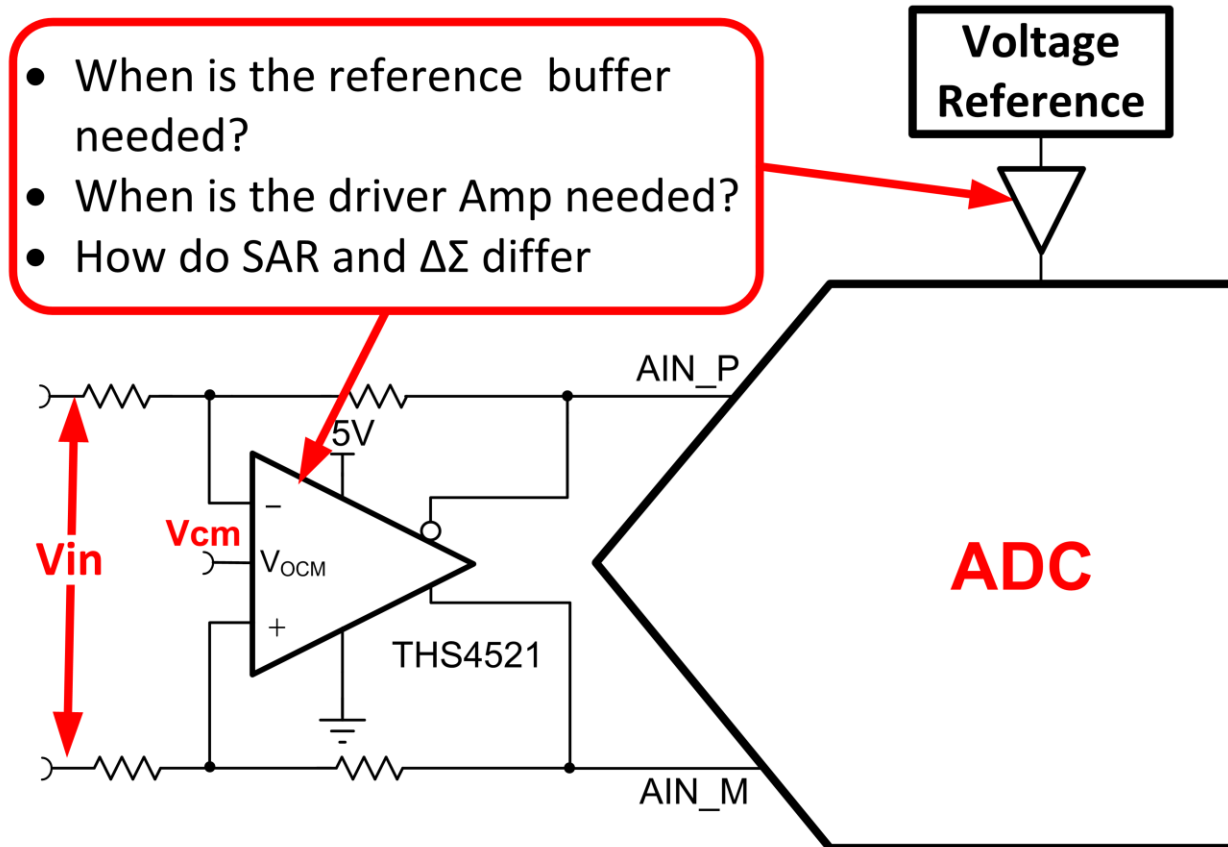 • When is the reference buffer
needed?
• When is the driver Amp needed?
• How do SAR and ΔΣ differ
Voltage
Reference
AIN_P
5V
−
Vcm
Vin
VOCM
+
THS4521
ADC
AIN_M